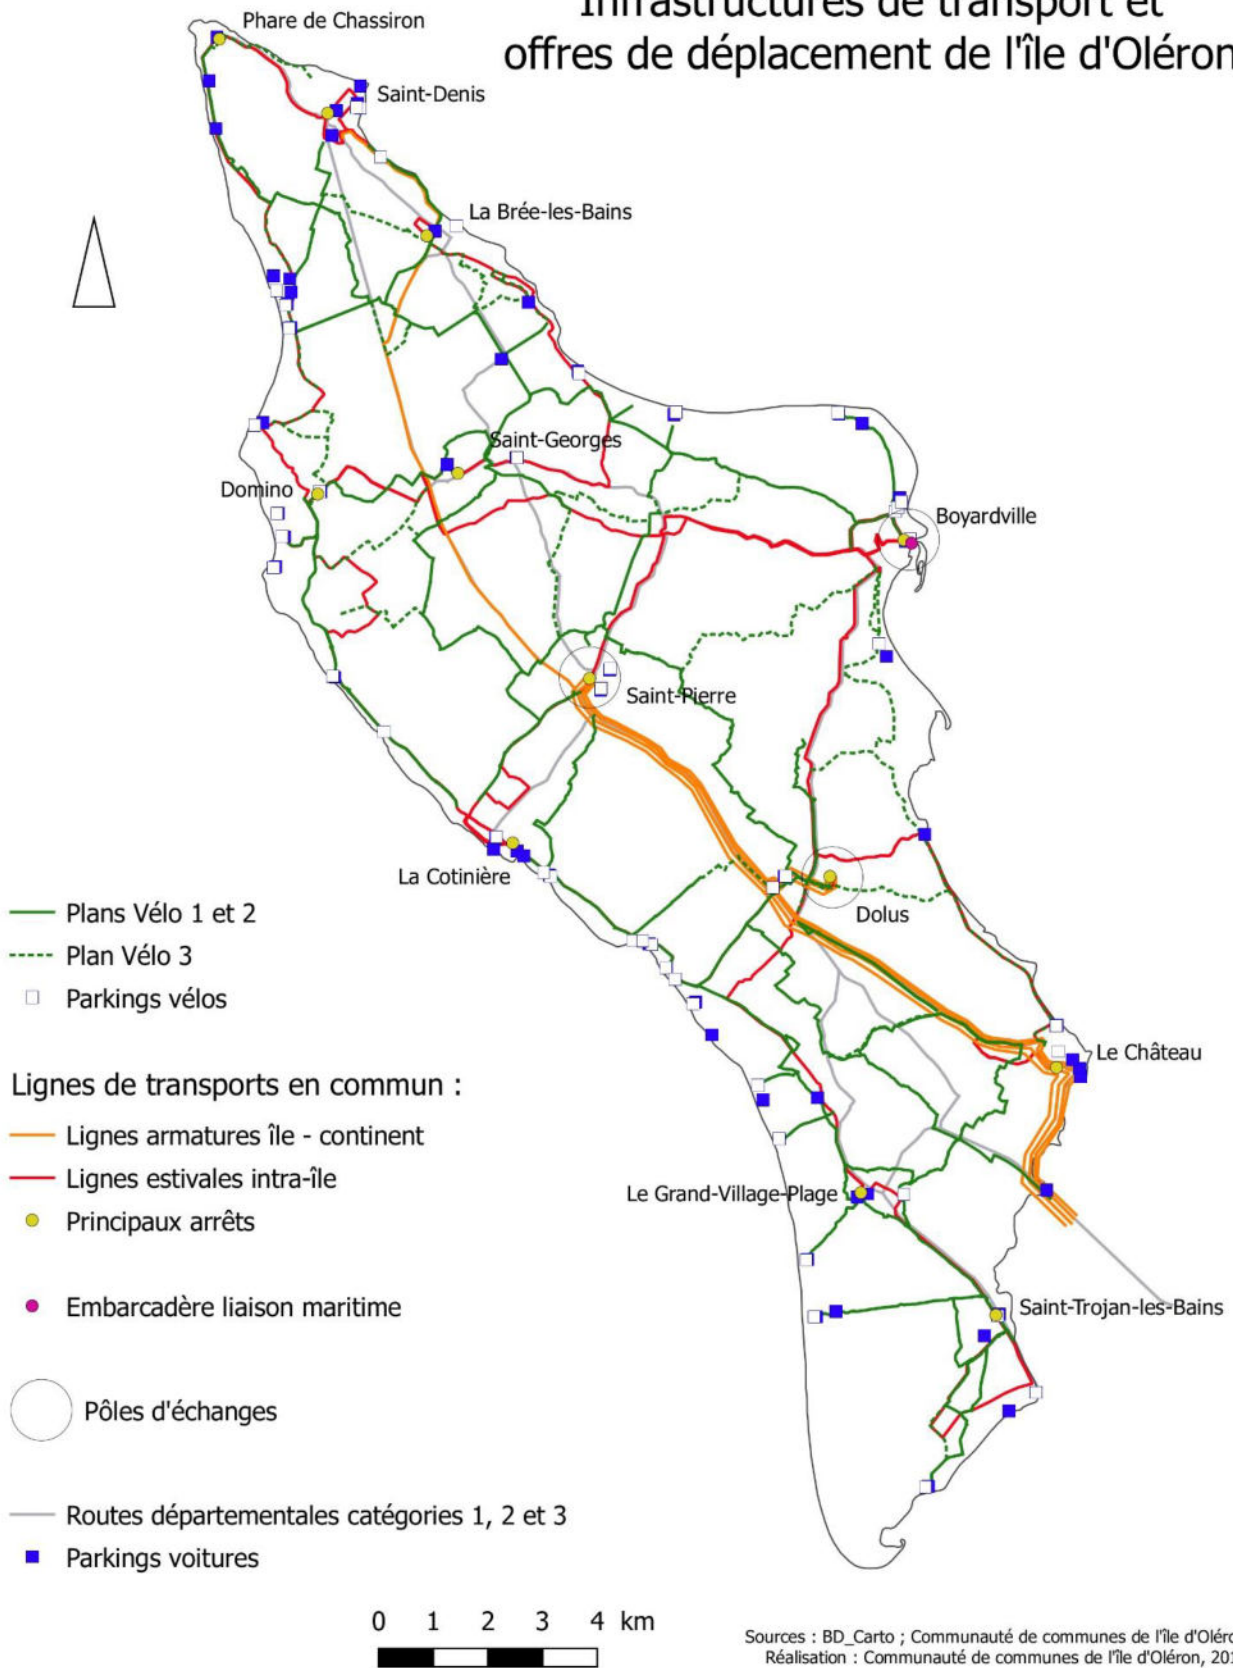 Infrastructures de transport et
offres de déplacement de l'île d'Oléron
Phare de Chassiron
Saint-Denis
La Brée-les-Bains
Saint-Georges
Domino
Boyardville
Saint-Pierre
La Cotinière
Dolus
Le Château
Le Grand-Village-Plage
Saint-Trojan-les-Bains
Plans Vélo 1 et 2
Plan Vélo 3
Parkings vélos
Lignes de transports en commun :
Lignes armatures île - continent
Lignes estivales intra-île
Principaux arrêts
Embarcadère liaison maritime
Pôles d'échanges
Routes départementales catégories 1, 2 et 3
Parkings voitures
0 1 2 3 4 km
Sources : BD_Carto ; Communauté de communes de l'île d'Oléro
Réalisation : Communauté de communes de l'île d'Oléron, 201